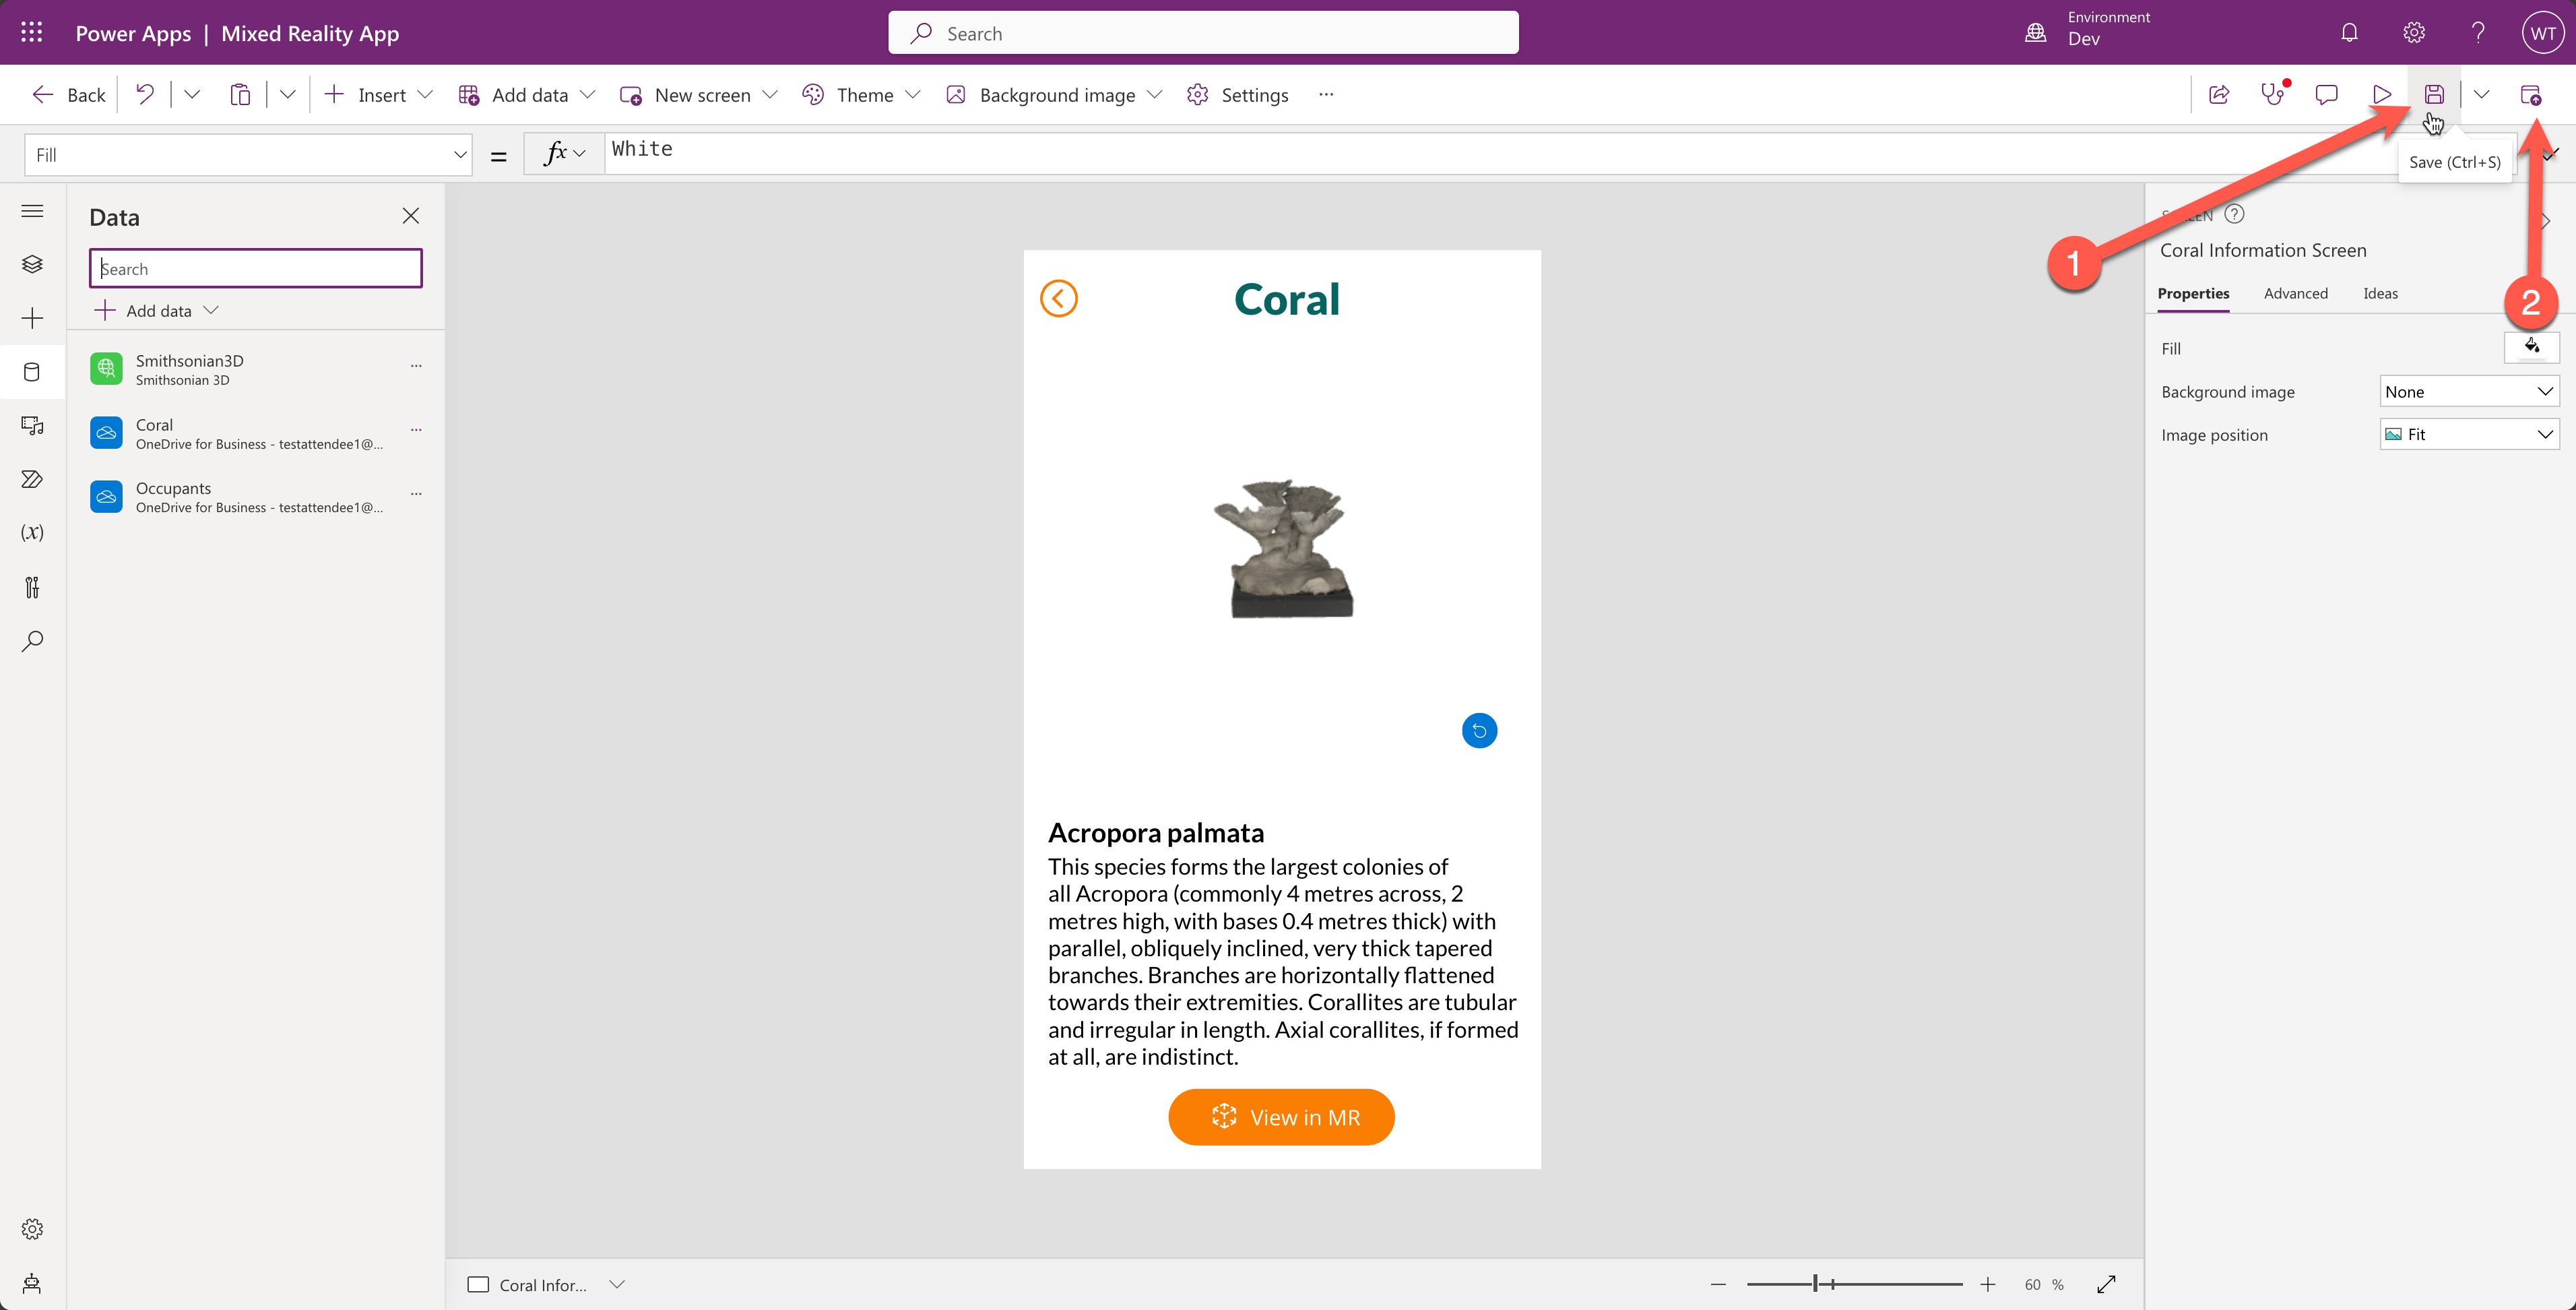 Power Apps | Mixed Reality App
Search
Environment
Dev
WT
Back
Insert
Add data
New screen
Theme
Background image
Settings
Fill
=
fx
White
Save (Ctrl+S)
Data
Search
Add data
Smithsonian3D
Smithsonian 3D
Coral
OneDrive for Business - testattendee1@...
Occupants
OneDrive for Business - testattendee1@...
(x)
Coral
Acropora palmata
This species forms the largest colonies of
all Acropora (commonly 4 metres across, 2
metres high, with bases 0.4 metres thick) with
parallel, obliquely inclined, very thick tapered
branches. Branches are horizontally flattened
towards their extremities. Corallites are tubular
and irregular in length. Axial corallites, if formed
at all, are indistinct.
View in MR
1
2
SCREEN
Coral Information Screen
Properties
Advanced
Ideas
Fill
Background image
None
Image position
Fit
Coral Infor...
60 %